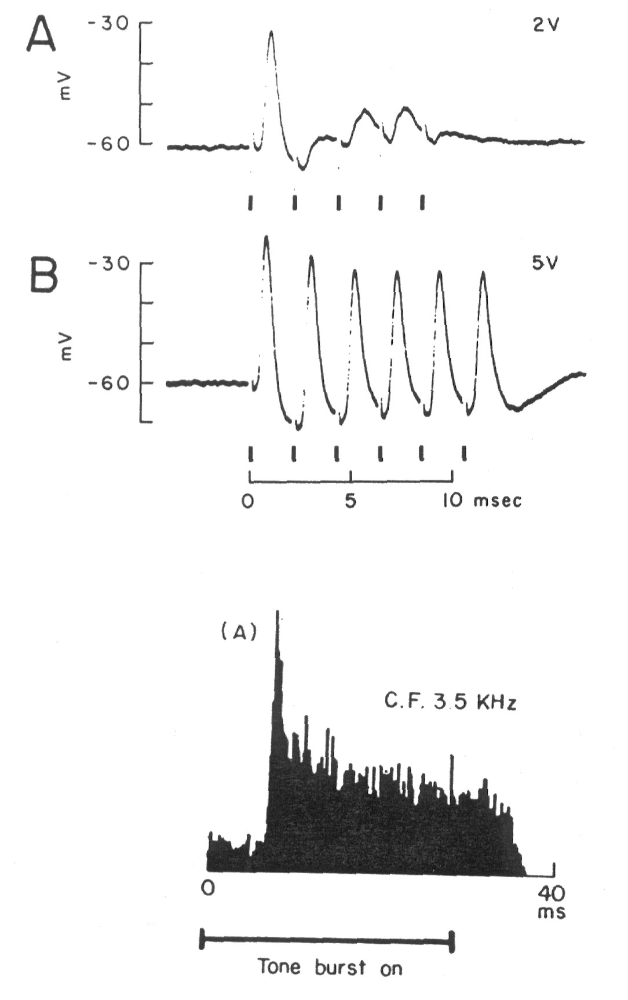 A
-30
2V
mV
-60
B
-30
5V
mV
-60
0 5 10 msec
(A)
C.F. 3.5 KHz
0 40
ms
Tone burst on